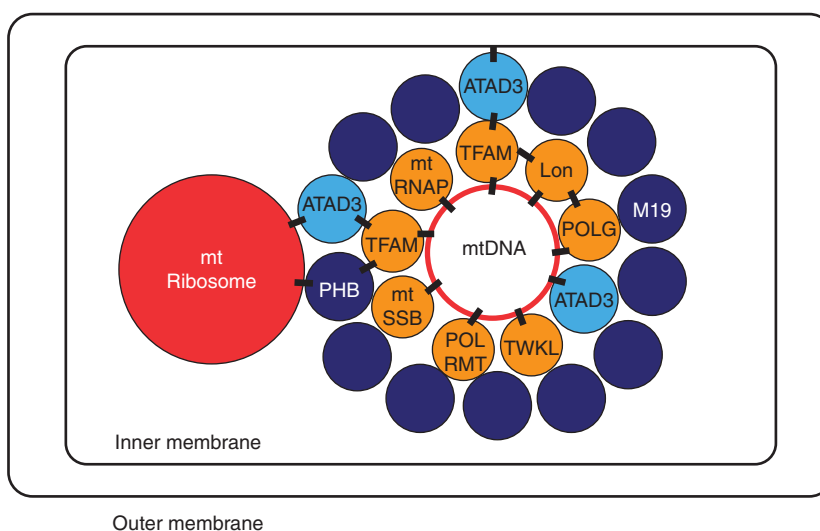 ATAD3
TFAM
Lon
mt
RNAP
M19
ATAD3
POLG
TFAM
mtDNA
mt
Ribosome
PHB
ATAD3
mt
SSB
POL
RMT
TWKL
Inner membrane
Outer membrane